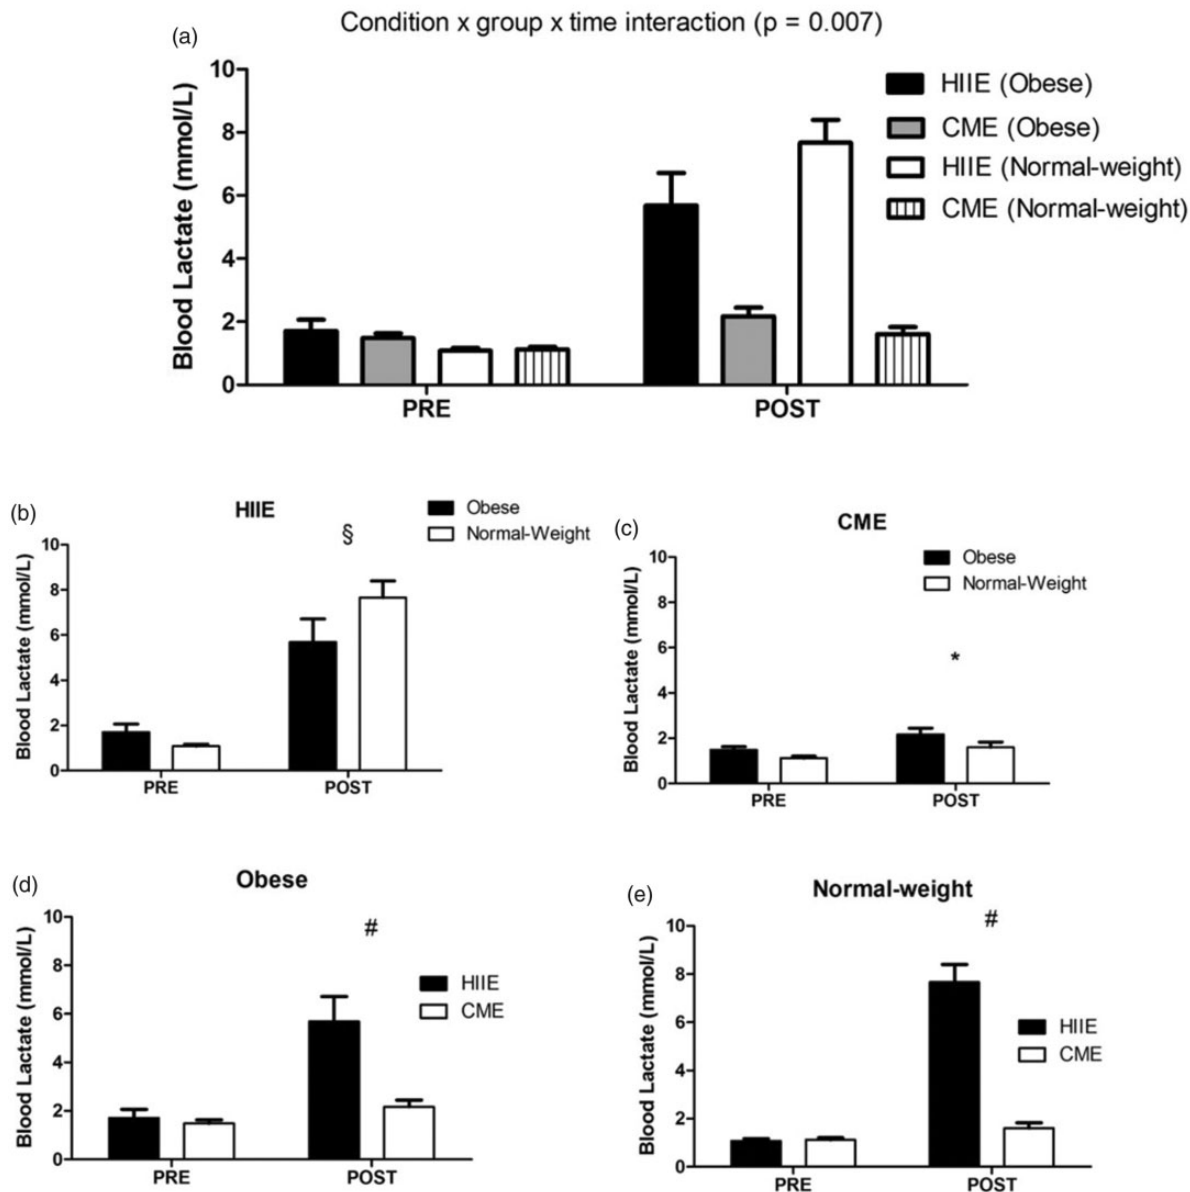 Condition x group x time interaction (p = 0.007)
(a)
Blood Lactate (mmol/L)
10
8
6
4
2
0
PRE
POST
HIIE (Obese)
CME (Obese)
HIIE (Normal-weight)
CME (Normal-weight)
(b)
HIIE
§
Obese
Normal-Weight
Blood Lactate (mmol/L)
10
8
6
4
2
0
PRE
POST
(c)
CME
*
Obese
Normal-Weight
Blood Lactate (mmol/L)
10
8
6
4
2
0
PRE
POST
(d)
Obese
#
HIIE
CME
Blood Lactate (mmol/L)
10
8
6
4
2
0
PRE
POST
(e)
Normal-weight
#
HIIE
CME
Blood Lactate (mmol/L)
10
8
6
4
2
0
PRE
POST